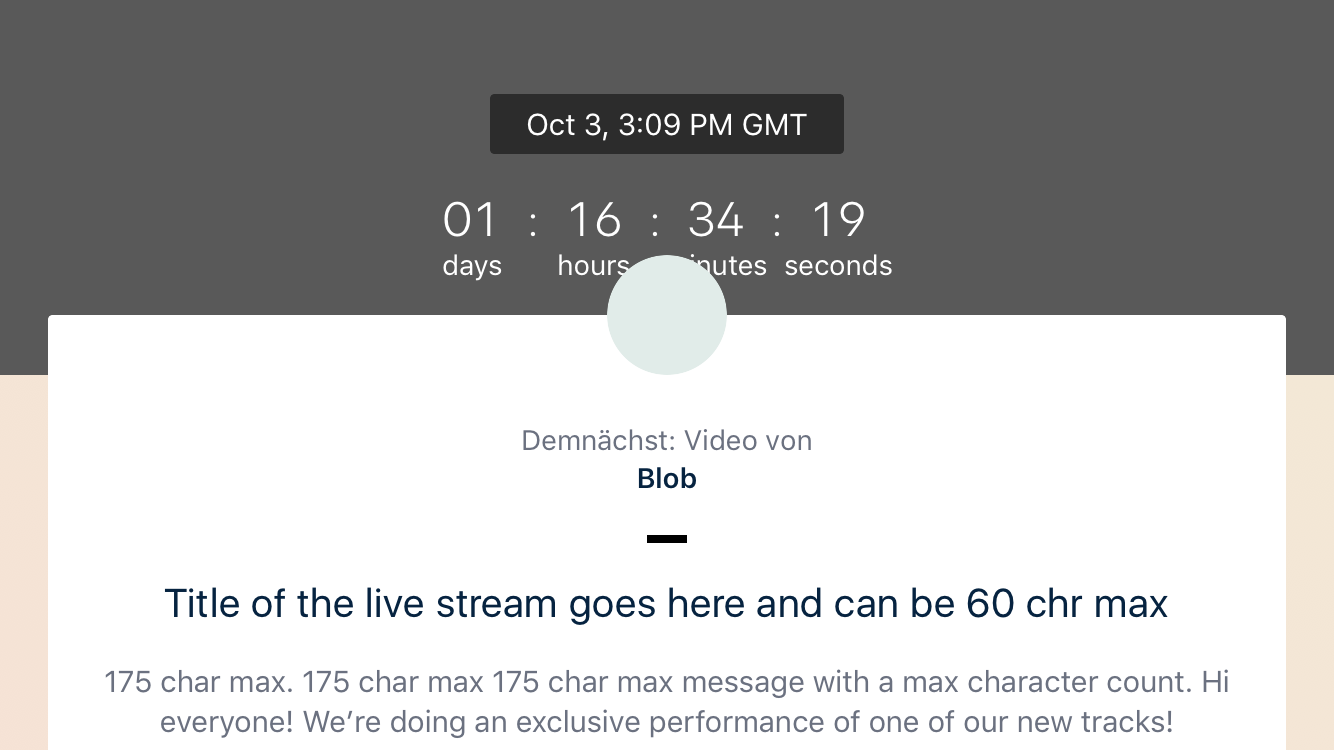 Oct 3, 3:09 PM GMT
01 : 16 : 34 : 19
days hours seconds
Demnächst: Video von
Blob
Title of the live stream goes here and can be 60 chr max
175 char max. 175 char max 175 char max message with a max character count. Hi
everyone! We’re doing an exclusive performance of one of our new tracks!